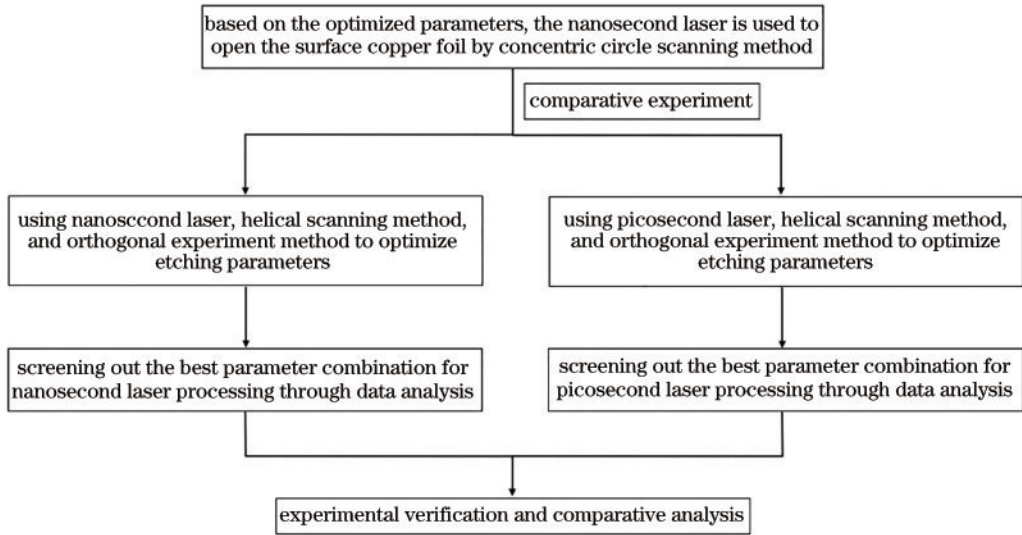 based on the optimized parameters, the nanosecond laser is used to
open the surface copper foil by concentric circle scanning method
comparative experiment
using nanosccond laser, helical scanning method,
and orthogonal experiment method to optimize
etching parameters
using picosecond laser, helical scanning method,
and orthogonal experiment method to optimize
etching parameters
screening out the best parameter combination for
nanosecond laser processing through data analysis
screening out the best parameter combination for
picosecond laser processing through data analysis
experimental verification and comparative analysis